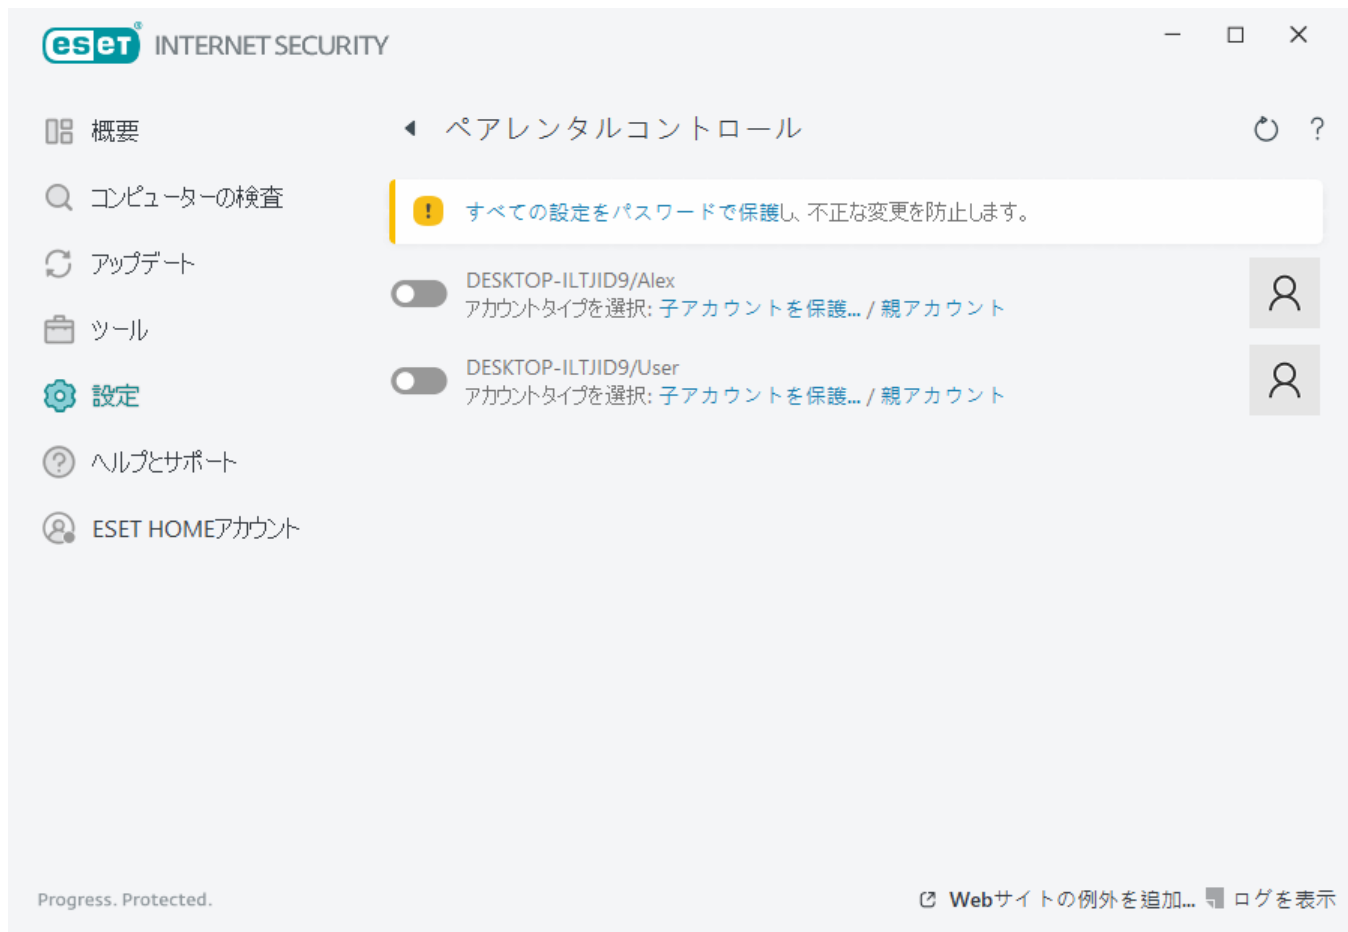 eset® INTERNET SECURITY
概要
コンピューターの検査
アップデート
ツール
設定
ヘルプとサポート
ESET HOMEアカウント
ペアレンタルコントロール
?
すべての設定をパスワードで保護し、不正な変更を防止します。
DESKTOP-ILTJID9/Alex
アカウントタイプを選択: 子アカウントを保護... / 親アカウント
DESKTOP-ILTJID9/User
アカウントタイプを選択: 子アカウントを保護... / 親アカウント
Progress. Protected.
Webサイトの例外を追加... ログを表示